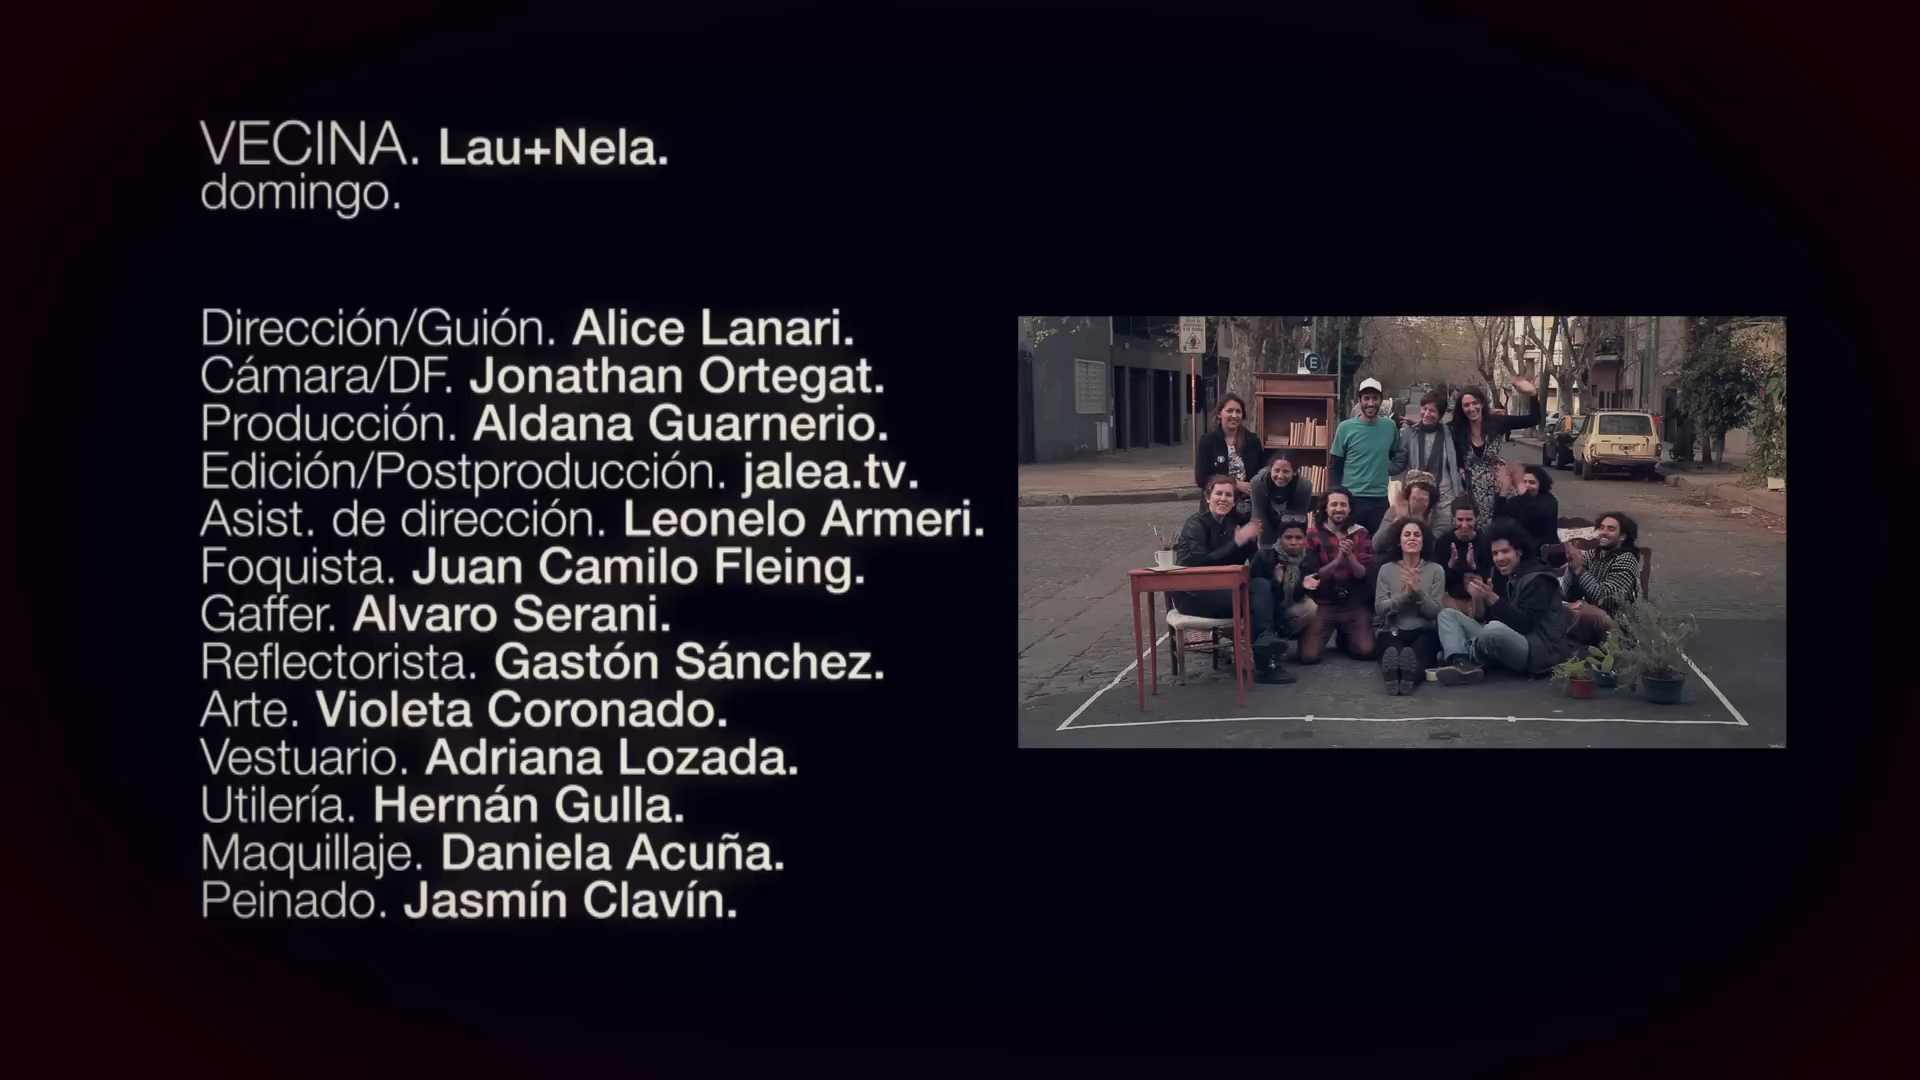 VECINA. Lau+Nela.
domingo.
Dirección/Guión. Alice Lanari.
Cámara/DF. Jonathan Ortegat.
Producción. Aldana Guarnerio.
Edición/Postproducción. jalea.tv.
Asist. de dirección. Leonelo Armeri.
Foquista. Juan Camilo Fleing.
Gaffer. Alvaro Serani.
Reflectorista. Gastón Sánchez.
Arte. Violeta Coronado.
Vestuario. Adriana Lozada.
Utilería. Hernán Gulla.
Maquillaje. Daniela Acuña.
Peinado. Jasmín Clavín.
E